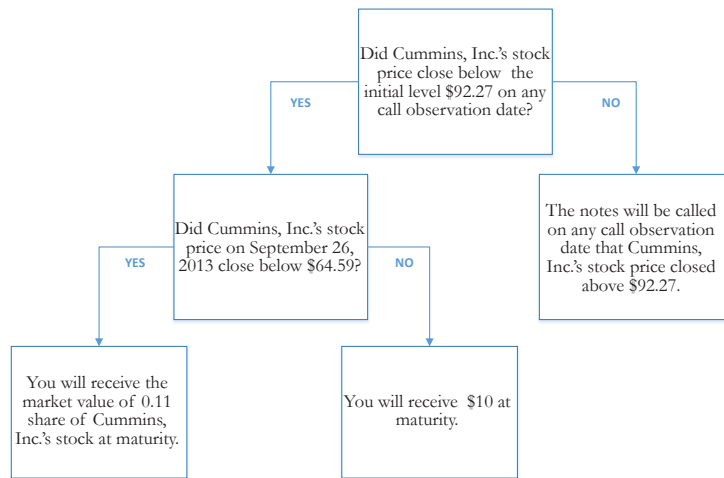 Did Cummins, Inc.'s stock
price close below the
initial level $92.27 on any
call observation date?
YES
NO
Did Cummins, Inc.'s stock
price on September 26,
2013 close below $64.59?
The notes will be called
on any call observation
date that Cummins,
Inc.'s stock price closed
above $92.27.
YES
NO
You will receive the
market value of 0.11
share of Cummins,
Inc.'s stock at maturity.
You will receive $10 at
maturity.